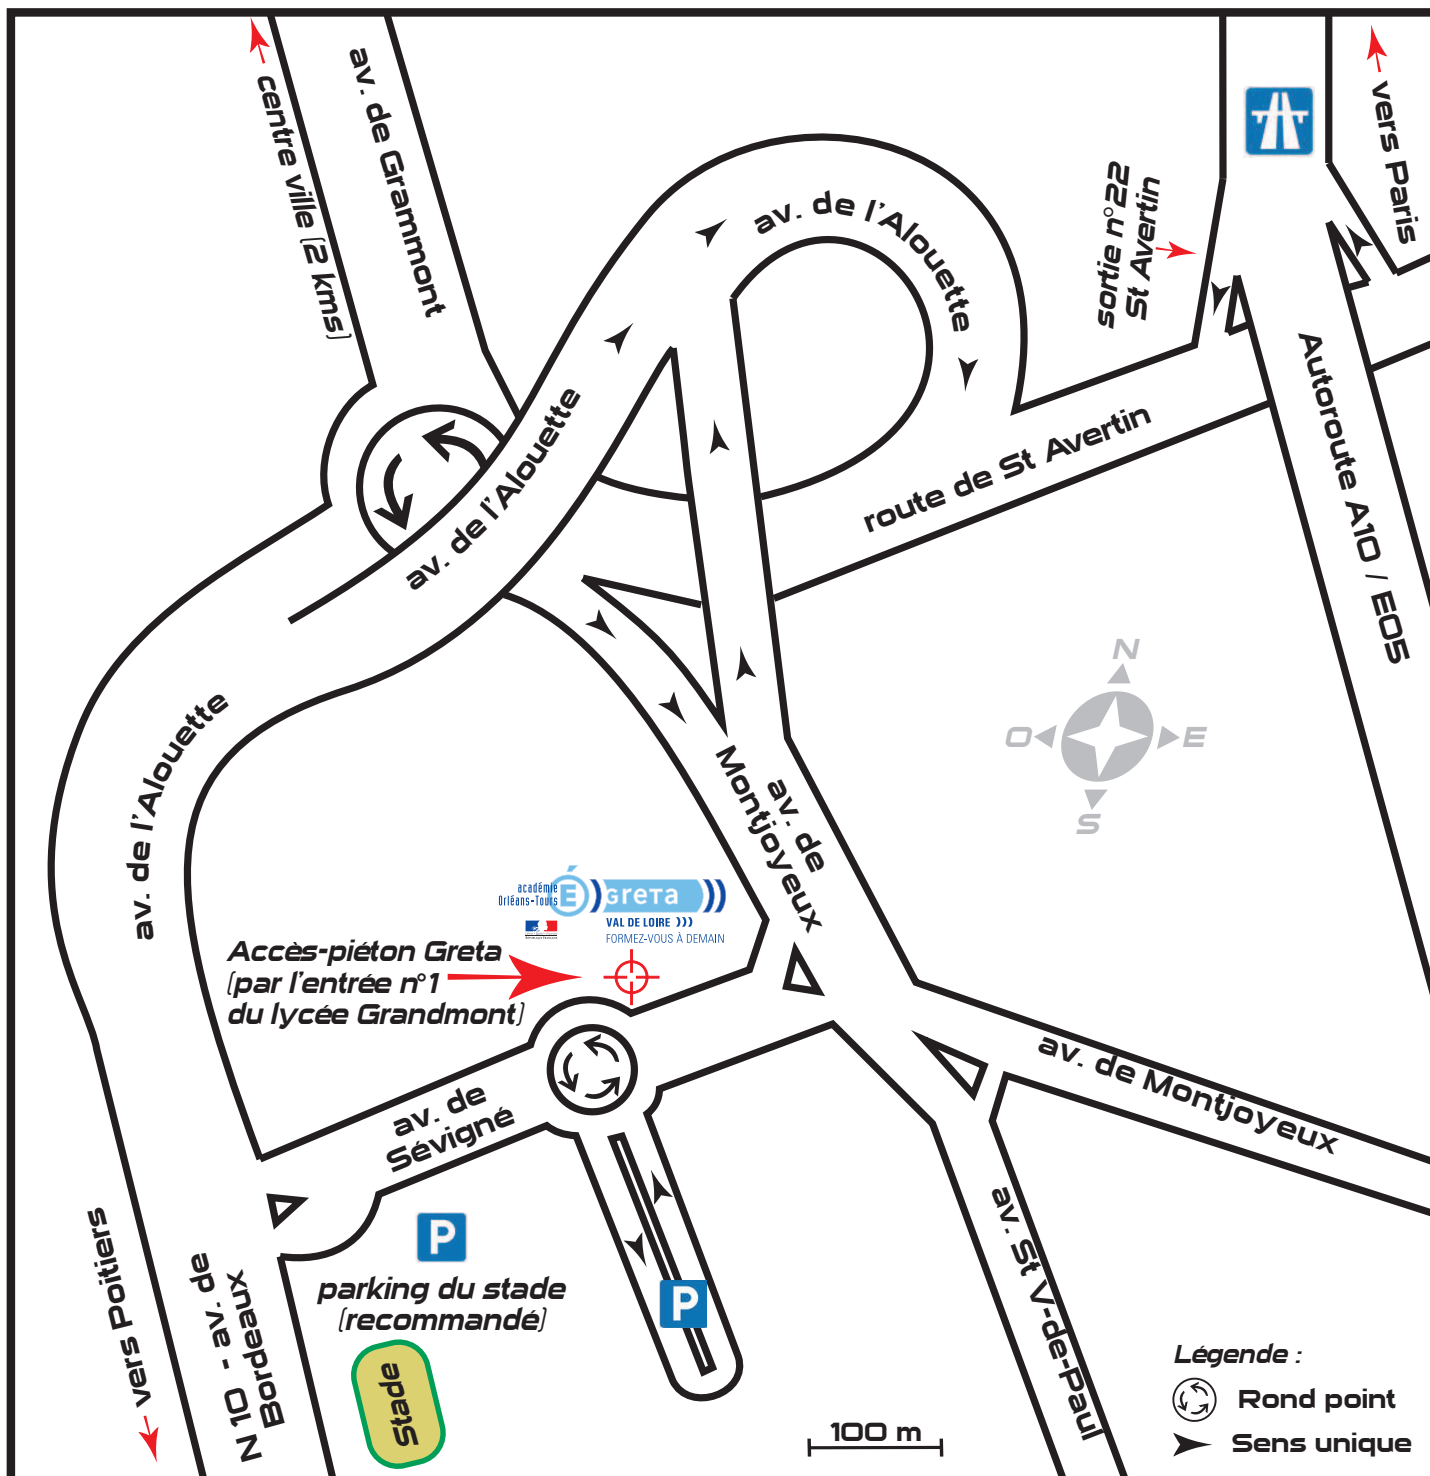 centre ville (2 kms)
av. de Grammont
av. de l'Alouette
sortie n°22
St Avertin
vers Paris
av. de l'Alouette
route de St Avertin
Autoroute A10 / E05
av. de l'Alouette
N
O
E
S
av. de
Montjoyeux
académie
Orléans-Tours
É
GRETA
VAL DE LOIRE )))
FORMEZ-VOUS À DEMAIN
Accès-piéton Greta
(par l'entrée n°1
du lycée Grandmont)
av. de
Sévigné
av. de Montjoyeux
av. St V-de-Paul
vers Poitiers
N 10 - av. de
Bordeaux
P
parking du stade
(recommandé)
P
Stade
100 m
Légende :
Rond point
Sens unique